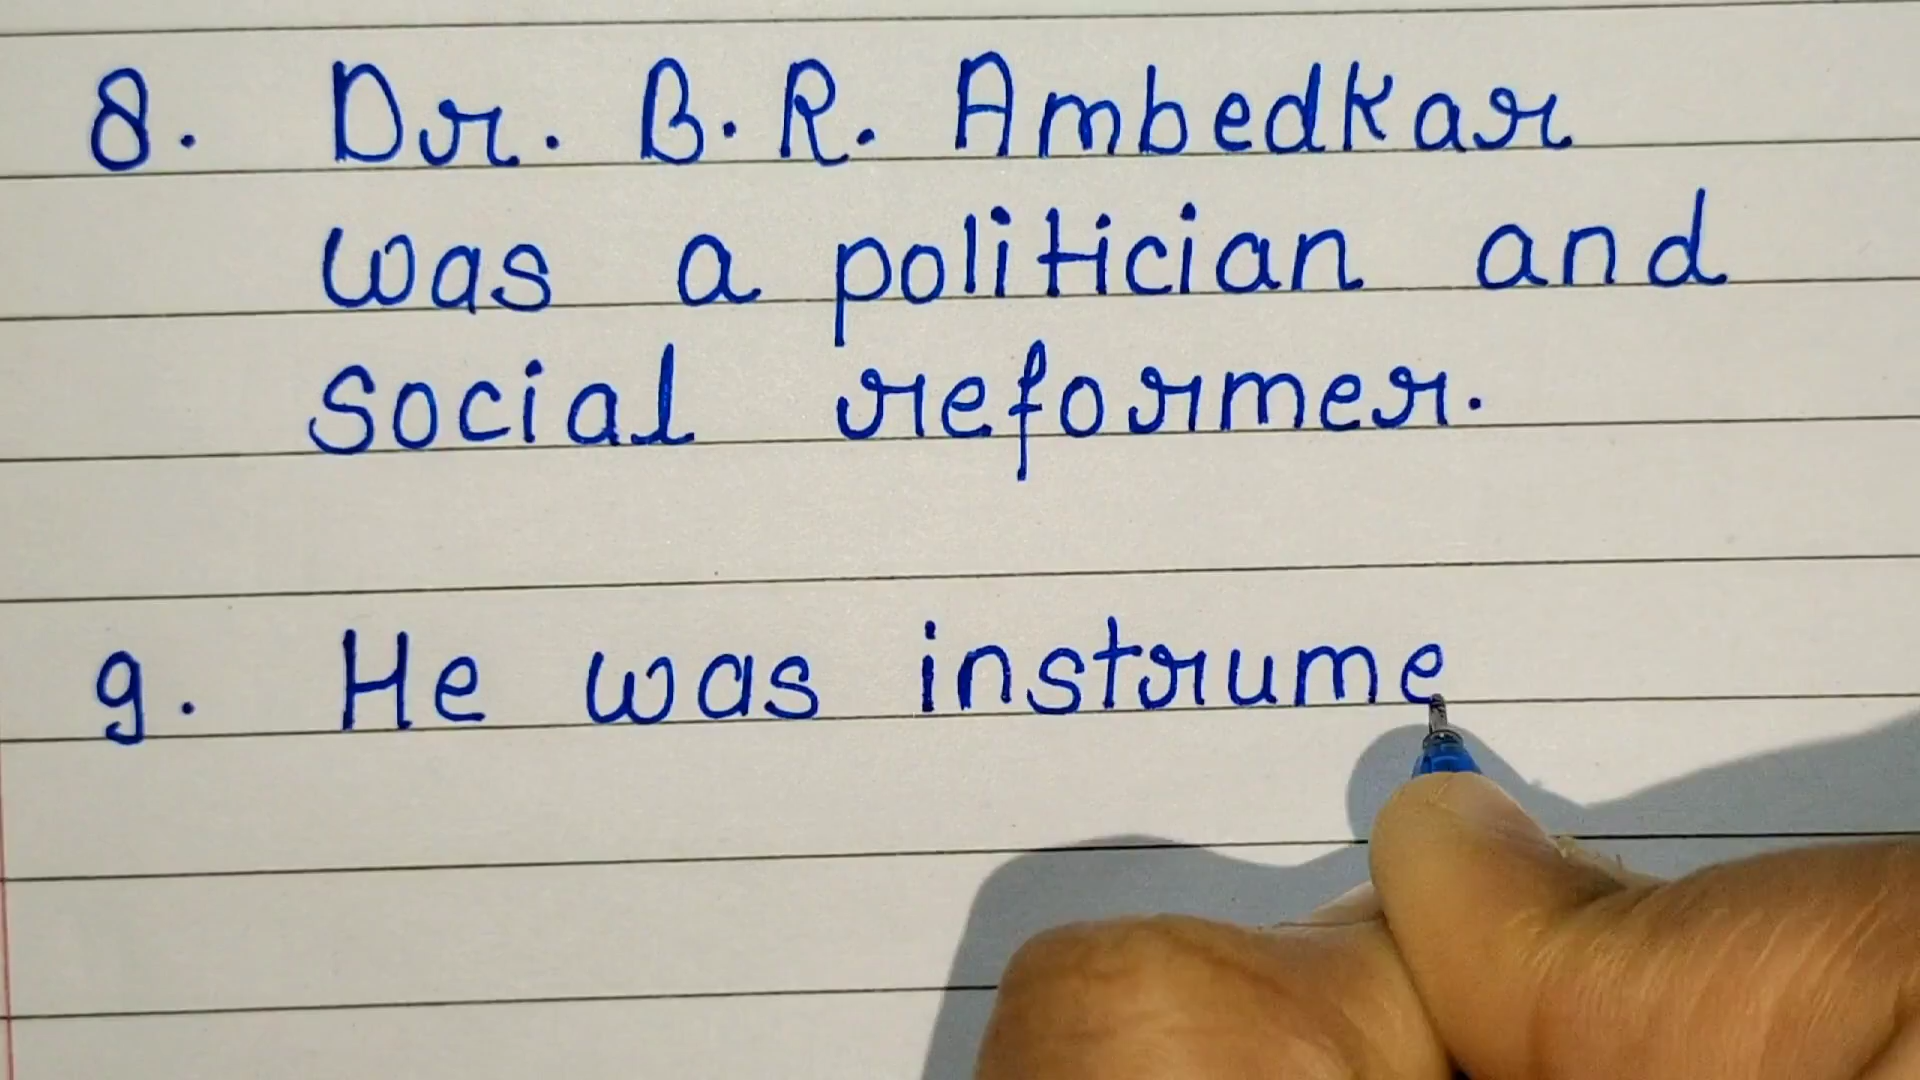 8. Dr. B. R. Ambedkar
was a politician and
social reformer.
9. He was instrume